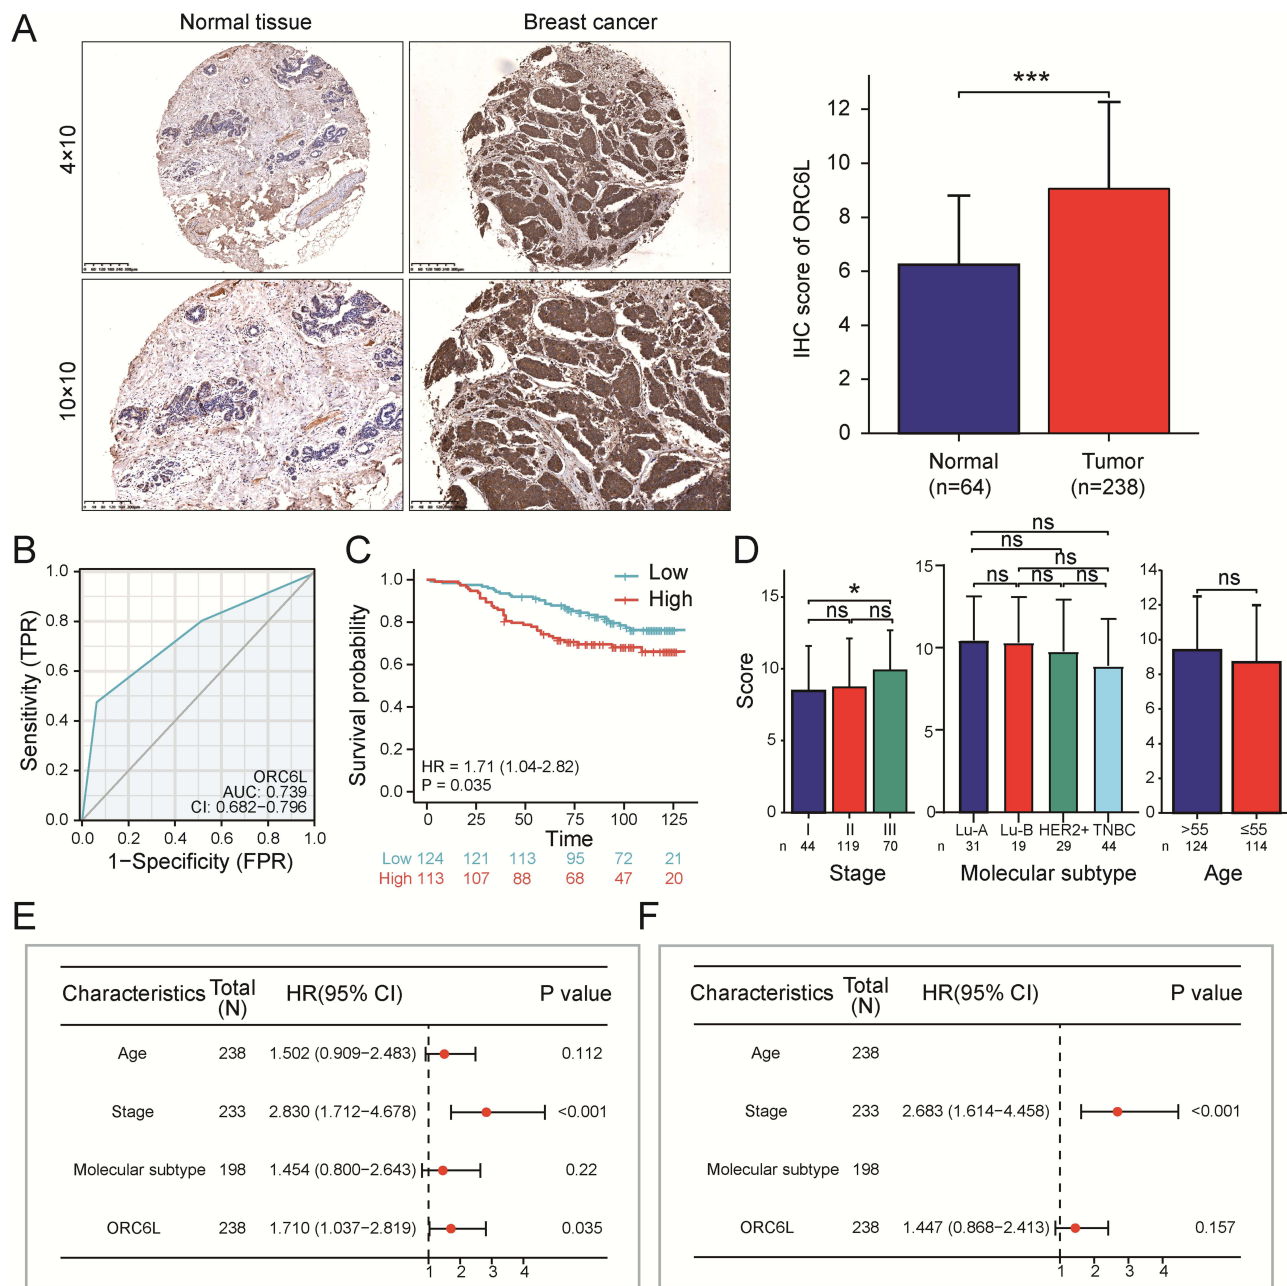 A
Normal tissue
Breast cancer
4×10
10×10
IHC score of ORC6L
12
10
8
6
4
2
0
***
Normal
(n=64)
Tumor
(n=238)
B
Sensitivity (TPR)
1.0
0.8
0.6
0.4
0.2
0.0
ORC6L
AUC: 0.739
CI: 0.682−0.796
0.0 0.2 0.4 0.6 0.8 1.0
1−Specificity (FPR)
C
Survival probability
1.0
0.8
0.6
0.4
0.2
0.0
Low
High
HR = 1.71 (1.04-2.82)
P = 0.035
0 25 50 75 100 125
Time
Low 124 121 113 95 72 21
High 113 107 88 68 47 20
D
Score
15
10
5
0
*
ns ns
I II III
n 44 119 70
Stage
15
10
5
0
ns
ns
ns
ns ns ns
Lu-A Lu-B HER2+ TNBC
n 31 19 29 44
Molecular subtype
14
12
10
8
6
4
2
0
ns
>55 ≤55
n 124 114
Age
E
Characteristics Total (N) HR(95% CI) P value
Age 238 1.502 (0.909−2.483) 0.112
Stage 233 2.830 (1.712−4.678) <0.001
Molecular subtype 198 1.454 (0.800−2.643) 0.22
ORC6L 238 1.710 (1.037−2.819) 0.035
1 2 3 4
F
Characteristics Total (N) HR(95% CI) P value
Age 238
Stage 233 2.683 (1.614−4.458) <0.001
Molecular subtype 198
ORC6L 238 1.447 (0.868−2.413) 0.157
1 2 3 4